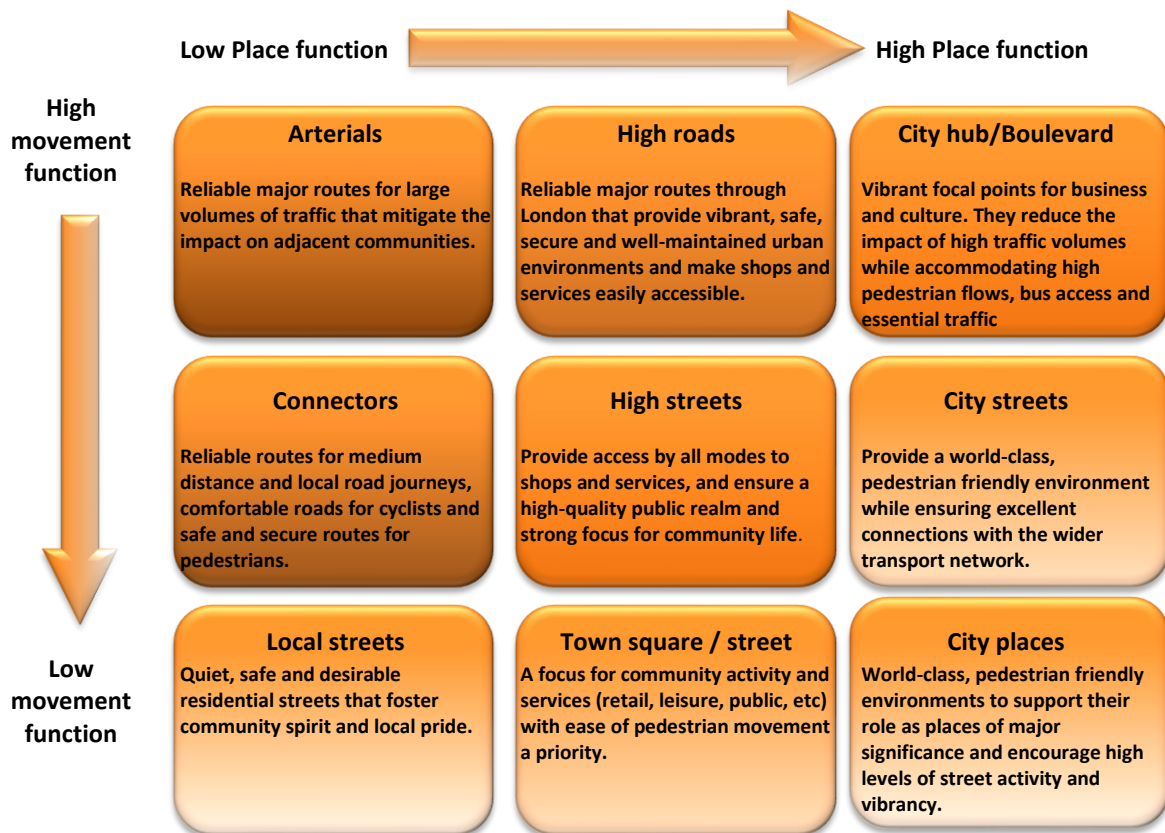 Low Place function
High Place function
High
movement
function
Arterials
Reliable major routes for large
volumes of traffic that mitigate the
impact on adjacent communities.
High roads
Reliable major routes through
London that provide vibrant, safe,
secure and well-maintained urban
environments and make shops and
services easily accessible.
City hub/Boulevard
Vibrant focal points for business
and culture. They reduce the
impact of high traffic volumes
while accommodating high
pedestrian flows, bus access and
essential traffic
Connectors
Reliable routes for medium
distance and local road journeys,
comfortable roads for cyclists and
safe and secure routes for
pedestrians.
High streets
Provide access by all modes to
shops and services, and ensure a
high-quality public realm and
strong focus for community life.
City streets
Provide a world-class,
pedestrian friendly environment
while ensuring excellent
connections with the wider
transport network.
Low
movement
function
Local streets
Quiet, safe and desirable
residential streets that foster
community spirit and local pride.
Town square / street
A focus for community activity and
services (retail, leisure, public, etc)
with ease of pedestrian movement
a priority.
City places
World-class, pedestrian friendly
environments to support their
role as places of major
significance and encourage high
levels of street activity and
vibrancy.